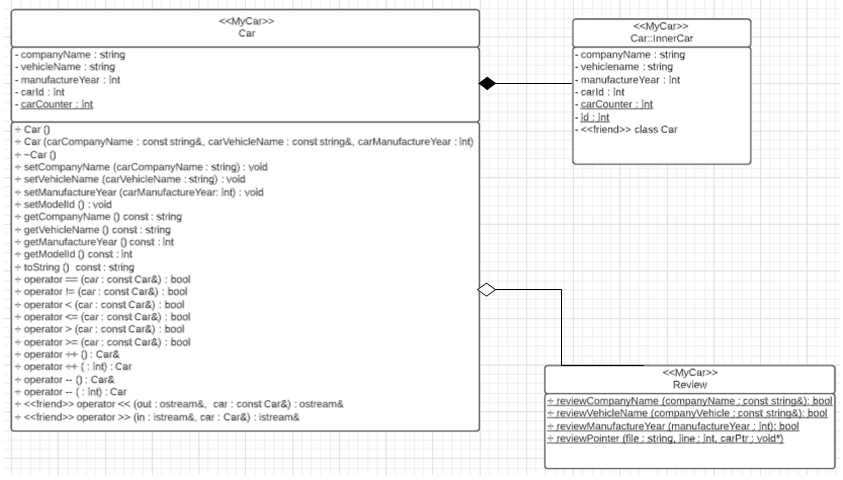 <<MyCar>>
Car
- companyName : string
- vehicleName : string
- manufactureYear : int
- carId : int
- carCounter : int
+ Car ()
+ Car (carCompanyName : const string&, carVehicleName : const string&, carManufactureYear : int)
+ ~Car ()
+ setCompanyName (carCompanyName : string) : void
+ setVehicleName (carVehicleName : string) : void
+ setManufactureYear (carManufactureYear: int) : void
+ setModelId () : void
+ getCompanyName () const : string
+ getVehicleName () const : string
+ getManufactureYear () const : int
+ getModelId () const : int
+ toString () const : string
+ operator == (car : const Car&) : bool
+ operator != (car : const Car&) : bool
+ operator < (car : const Car&) : bool
+ operator <= (car : const Car&) : bool
+ operator > (car : const Car&) : bool
+ operator >= (car : const Car&) : bool
+ operator ++ () : Car&
+ operator ++ ( : int) : Car
+ operator -- () : Car&
+ operator -- ( : int) : Car
+ <<friend>> operator << (out : ostream&, car : const Car&) : ostream&
+ <<friend>> operator >> (in : istream&, car : Car&) : istream&
<<MyCar>>
Car::InnerCar
- companyName : string
- vehiclename : string
- manufactureYear : int
- carId : int
- carCounter : int
- id : int
- <<friend>> class Car
<<MyCar>>
Review
+ reviewCompanyName (companyName : const string&): bool
+ reviewVehicleName (companyVehicle : const string&): bool
+ reviewManufactureYear (manufactureYear : int): bool
+ reviewPointer (file : string, line : int, carPtr : void*)